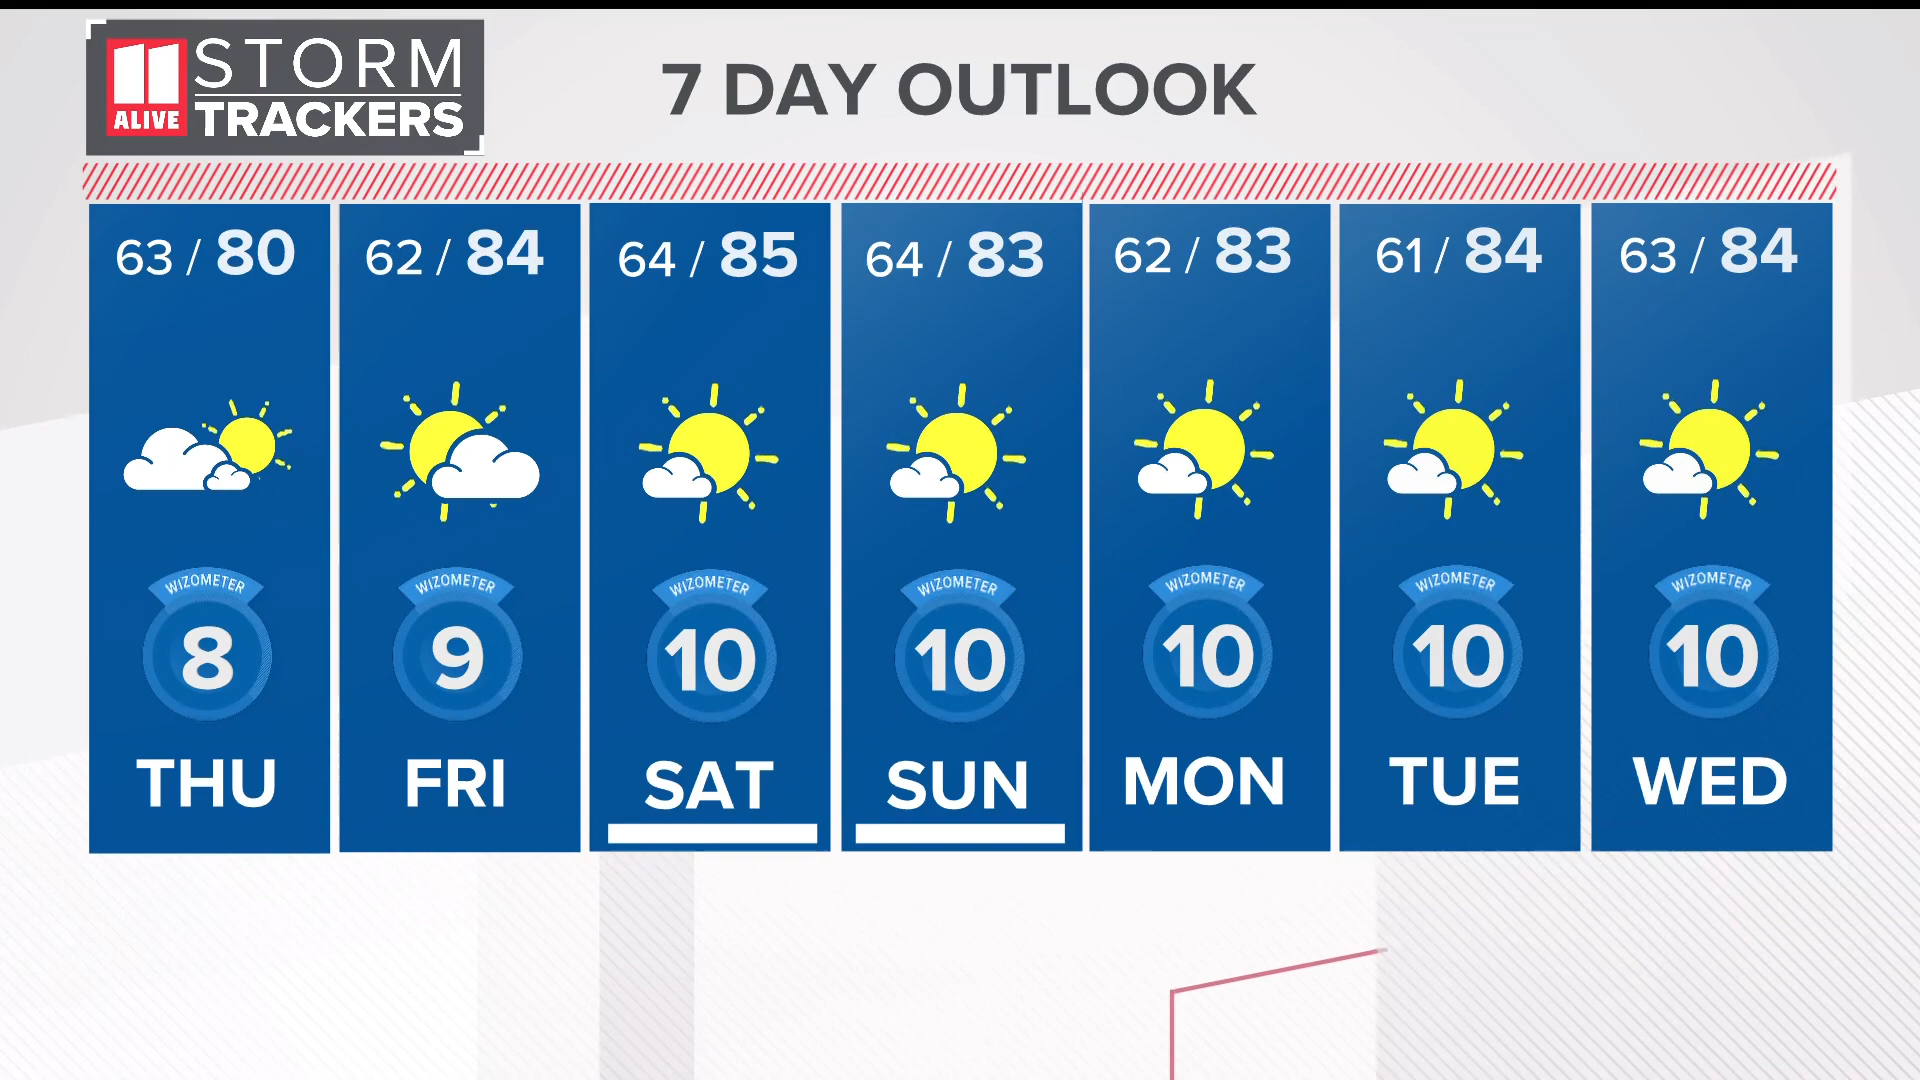 STORM
ALIVE TRACKERS
7 DAY OUTLOOK
63 / 80
62 / 84
64 / 85
64 / 83
62 / 83
61 / 84
63 / 84
WIZOMETER
8
WIZOMETER
9
WIZOMETER
10
WIZOMETER
10
WIZOMETER
10
WIZOMETER
10
WIZOMETER
10
THU
FRI
SAT
SUN
MON
TUE
WED